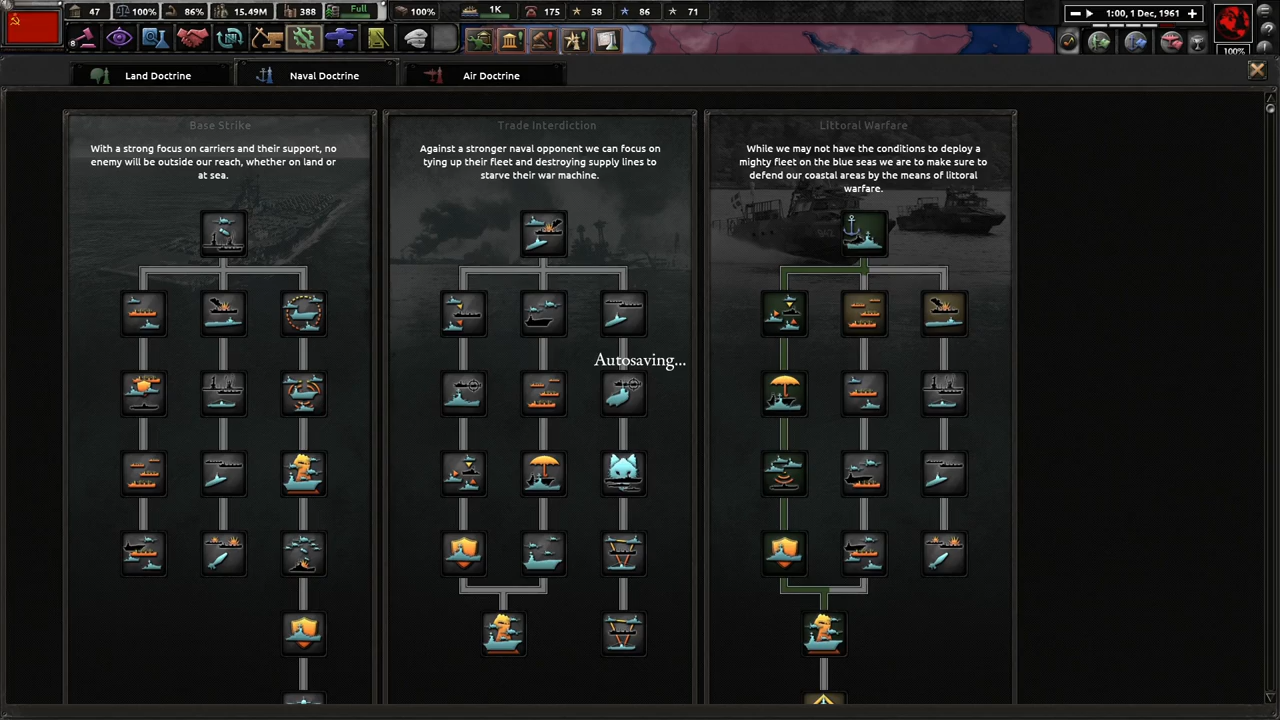 47
100%
86%
15.49M
388
Full
100%
1K
175
58
86
71
1:00, 1 Dec, 1961
8
100%
Land Doctrine
Naval Doctrine
Air Doctrine
Base Strike
With a strong focus on carriers and their support, no
enemy will be outside our reach, whether on land or
at sea.
Trade Interdiction
Against a stronger naval opponent we can focus on
tying up their fleet and destroying supply lines to
starve their war machine.
Littoral Warfare
While we may not have the conditions to deploy a
mighty fleet on the blue seas we are to make sure to
defend our coastal areas by the means of littoral
warfare.
Autosaving...